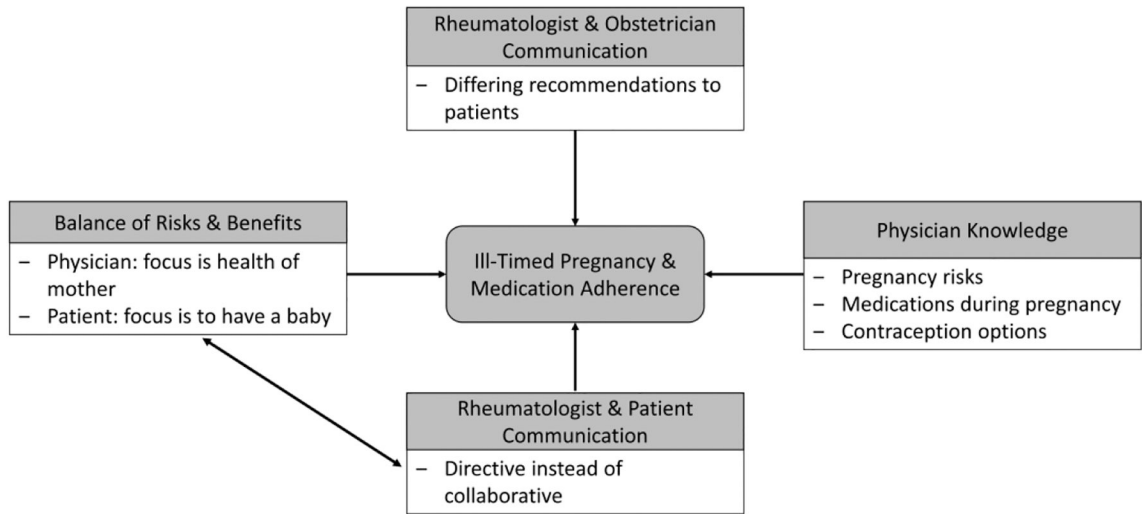 Rheumatologist & Obstetrician
Communication
– Differing recommendations to
patients
Balance of Risks & Benefits
– Physician: focus is health of
mother
– Patient: focus is to have a baby
Ill-Timed Pregnancy &
Medication Adherence
Physician Knowledge
– Pregnancy risks
– Medications during pregnancy
– Contraception options
Rheumatologist & Patient
Communication
– Directive instead of
collaborative